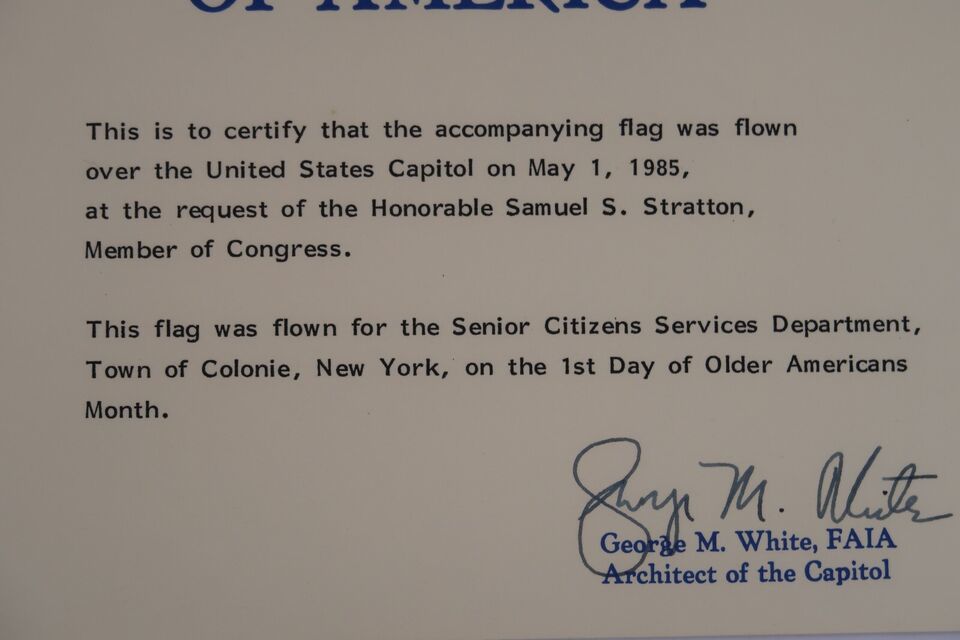 OF AMERICA
This is to certify that the accompanying flag was flown
over the United States Capitol on May 1, 1985,
at the request of the Honorable Samuel S. Stratton,
Member of Congress.
This flag was flown for the Senior Citizens Services Department,
Town of Colonie, New York, on the 1st Day of Older Americans
Month.
George M. White
George M. White, FAIA
Architect of the Capitol